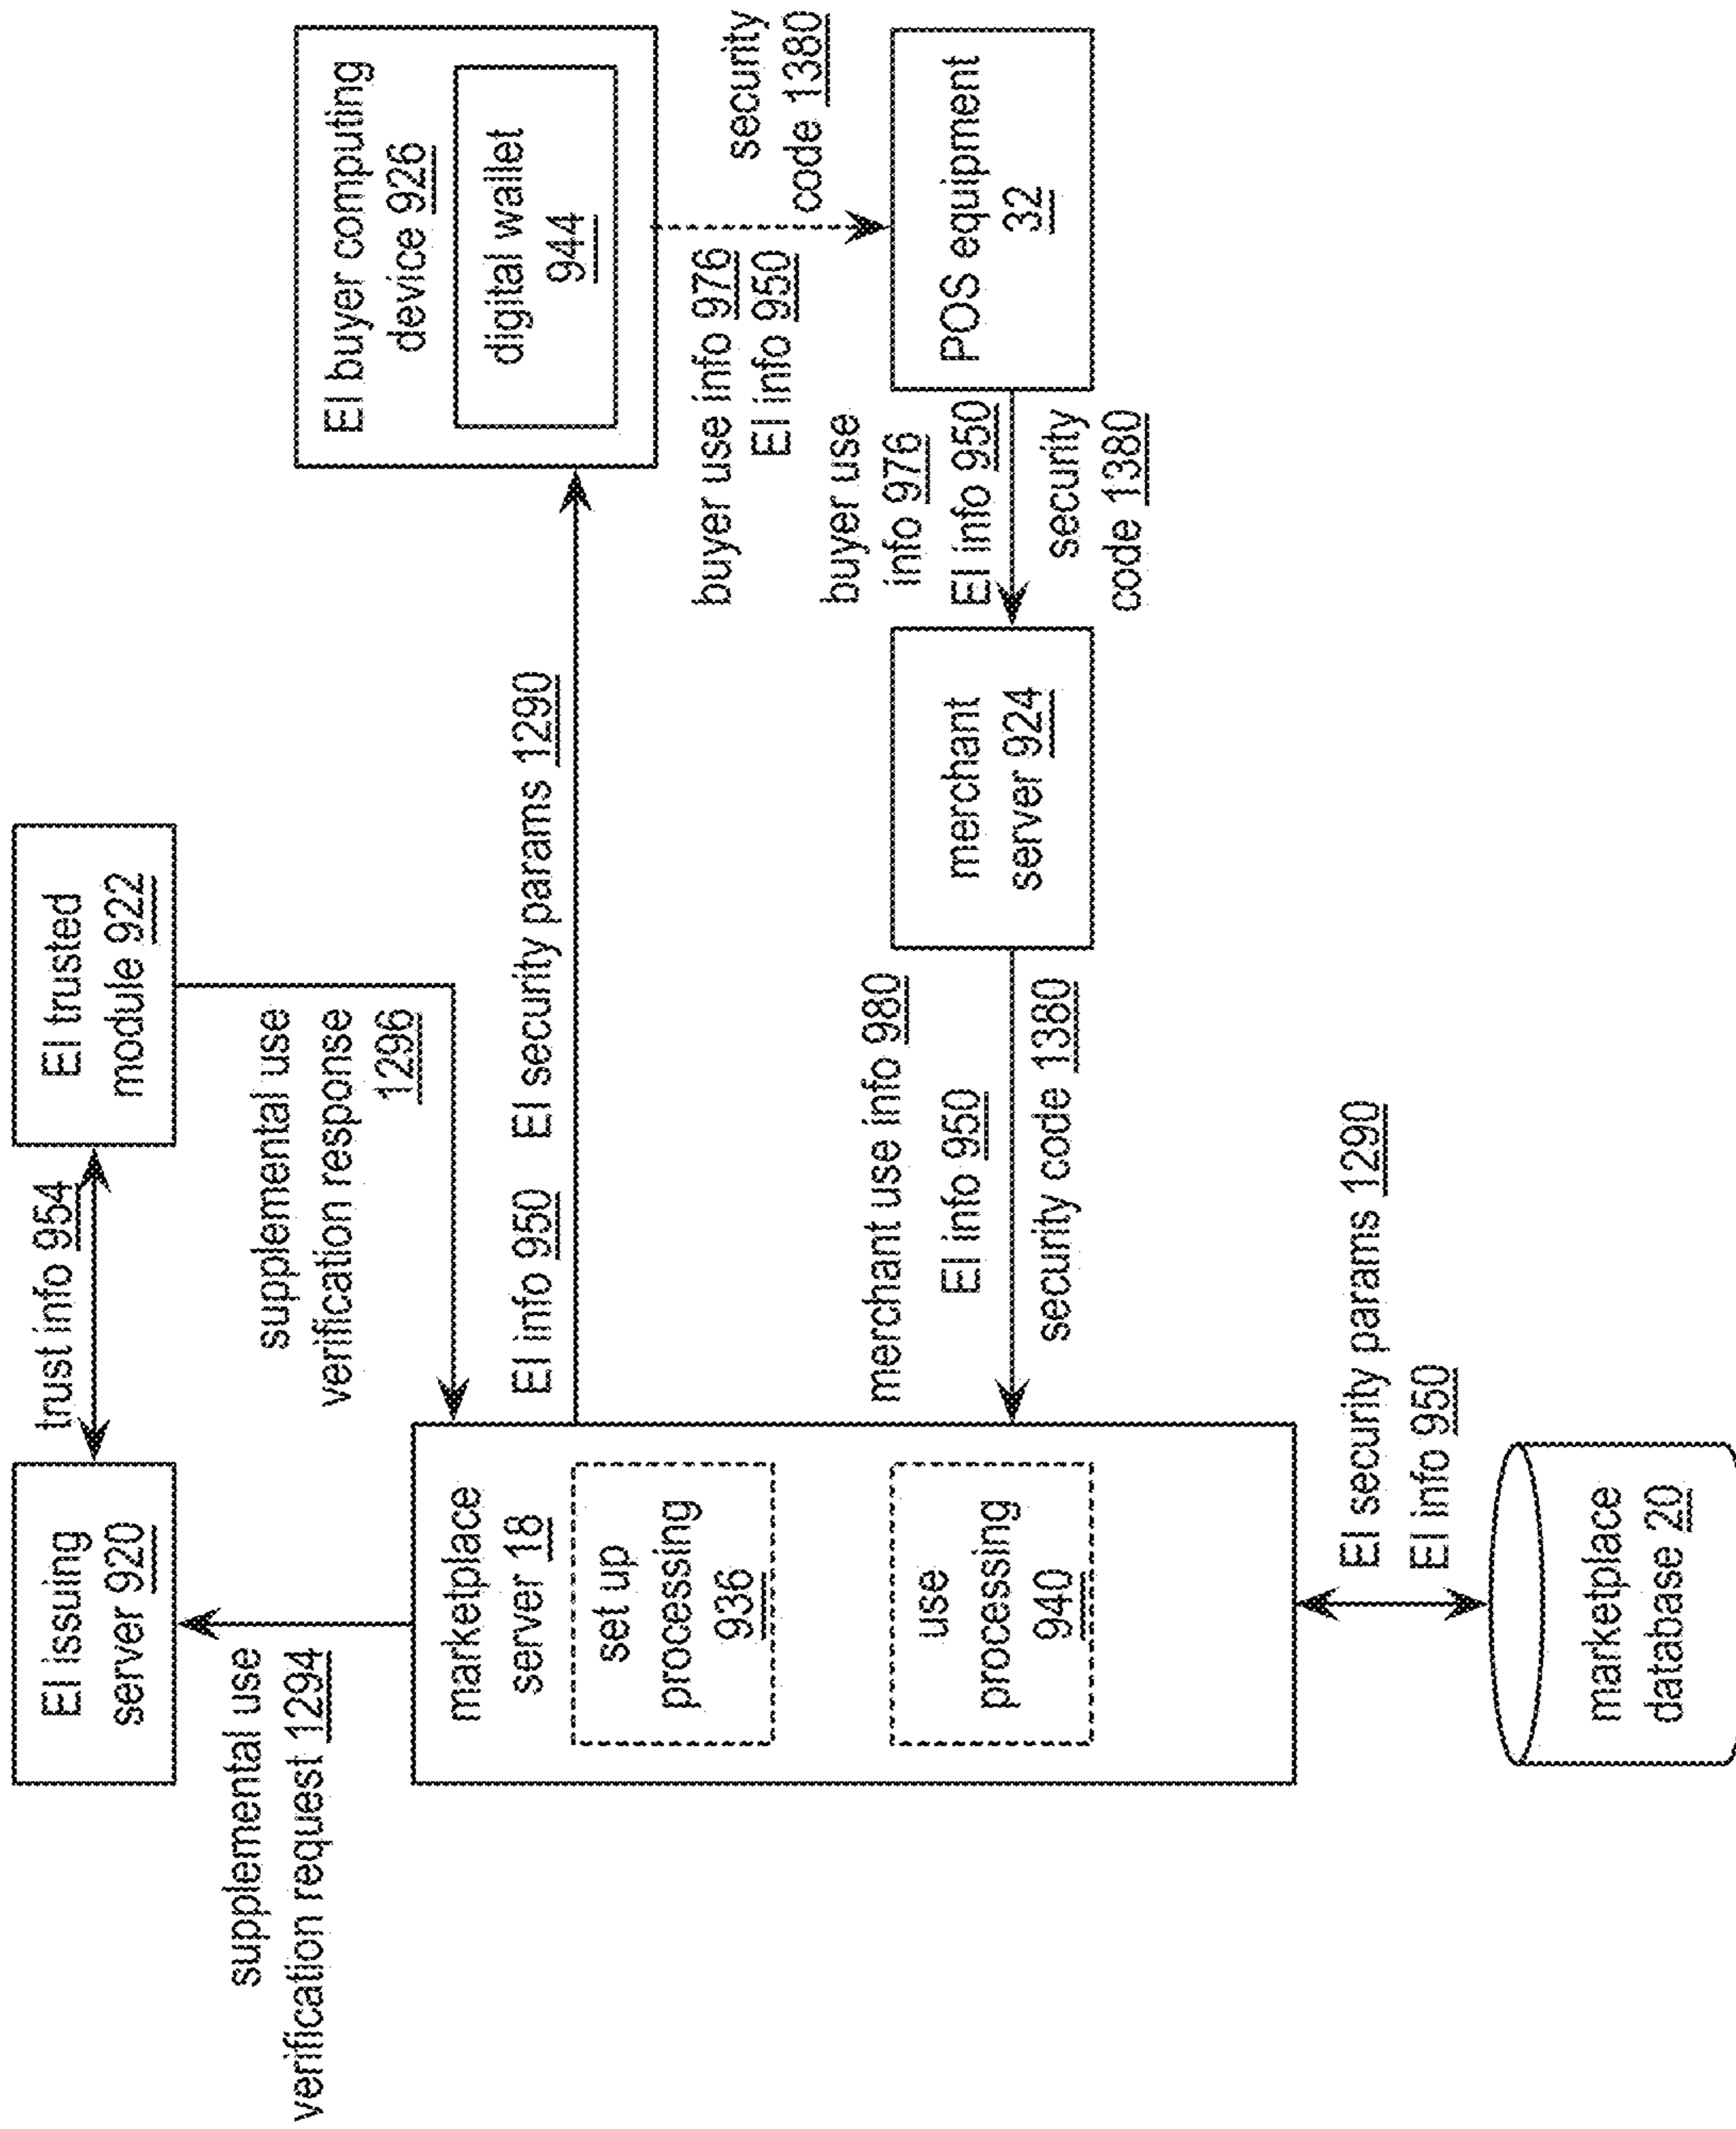 EI issuing
server 920
trust info 954
EI trusted
module 922
supplemental use
verification request 1294
supplemental use
verification response
1296
marketplace
server 18
set up
processing
936
use
processing
940
EI info 950
EI security params 1290
EI buyer computing
device 926
digital wallet
944
buyer use info 976
EI info 950
security
code 1380
POS equipment
32
buyer use
info 976
EI info 950
security
code 1380
merchant
server 924
merchant use info 980
EI info 950
security code 1380
EI security params 1290
EI info 950
marketplace
database 20